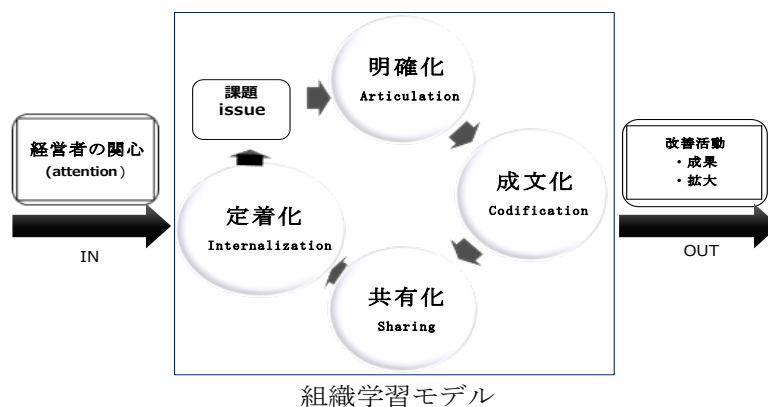 経営者の関心
(attention）
IN
課題
issue
明確化
Articulation
成文化
Codification
共有化
Sharing
定着化
Internalization
改善活動
・成果
・拡大
OUT
組織学習モデル